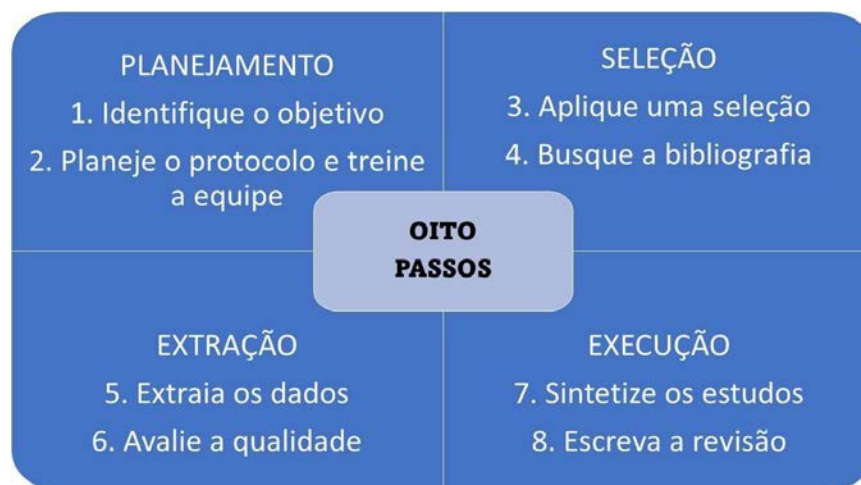 PLANEJAMENTO
1. Identifique o objetivo
2. Planeje o protocolo e treine
a equipe
SELEÇÃO
3. Aplique uma seleção
4. Busque a bibliografia
OITO
PASSOS
EXTRAÇÃO
5. Extraia os dados
6. Avalie a qualidade
EXECUÇÃO
7. Sintetize os estudos
8. Escreva a revisão